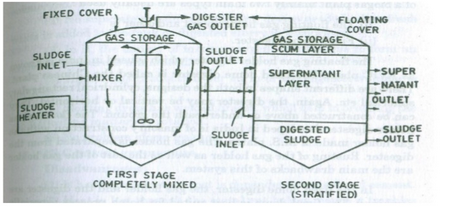 FIXED COVER
DIGESTER
GAS OUTLET
FLOATING
COVER
GAS STORAGE
GAS STORAGE
SCUM LAYER
SLUDGE
INLET
MIXER
SLUDGE
OUTLET
SUPERNATANT
LAYER
SUPER
NATANT
OUTLET
SLUDGE
HEATER
SLUDGE
INLET
DIGESTED
SLUDGE
SLUDGE
OUTLET
FIRST STAGE
COMPLETELY MIXED
SECOND STAGE
(STRATIFIED)